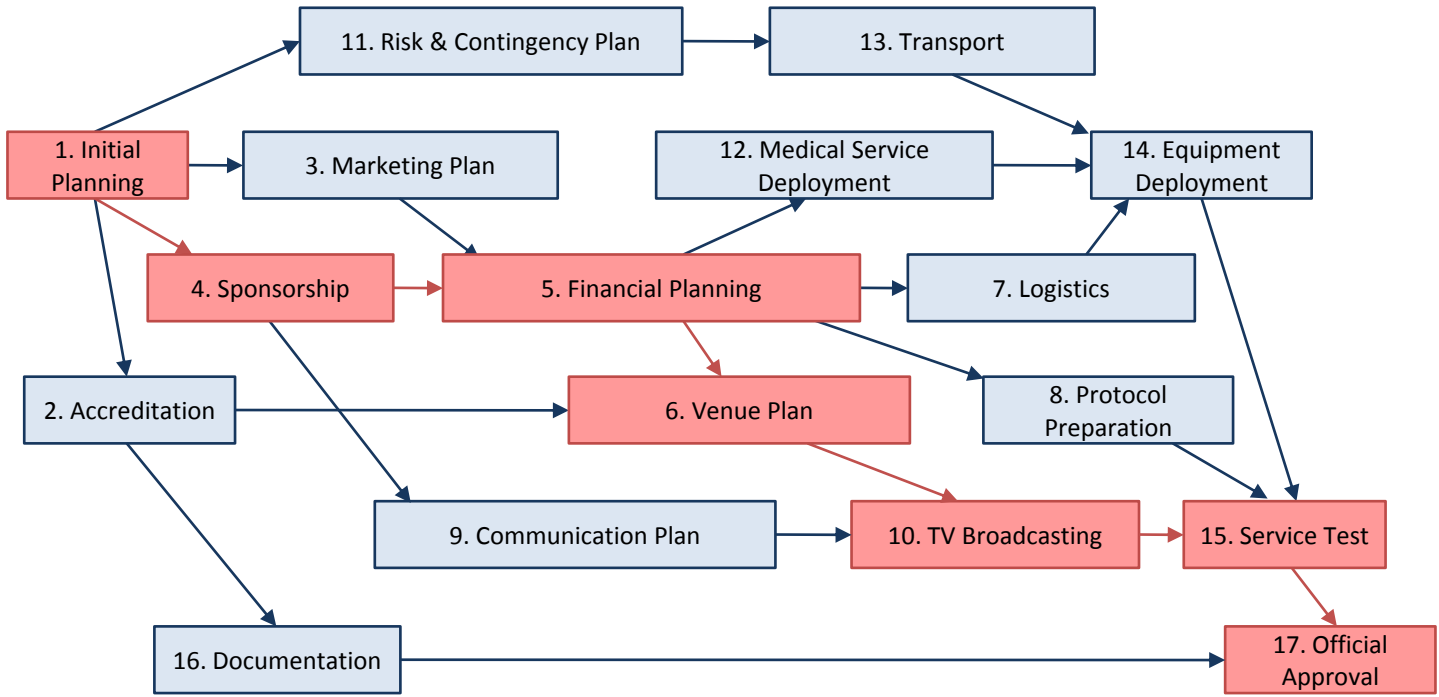 11. Risk & Contingency Plan
13. Transport
1. Initial
Planning
3. Marketing Plan
12. Medical Service
Deployment
14. Equipment
Deployment
4. Sponsorship
5. Financial Planning
7. Logistics
2. Accreditation
6. Venue Plan
8. Protocol
Preparation
9. Communication Plan
10. TV Broadcasting
15. Service Test
16. Documentation
17. Official
Approval